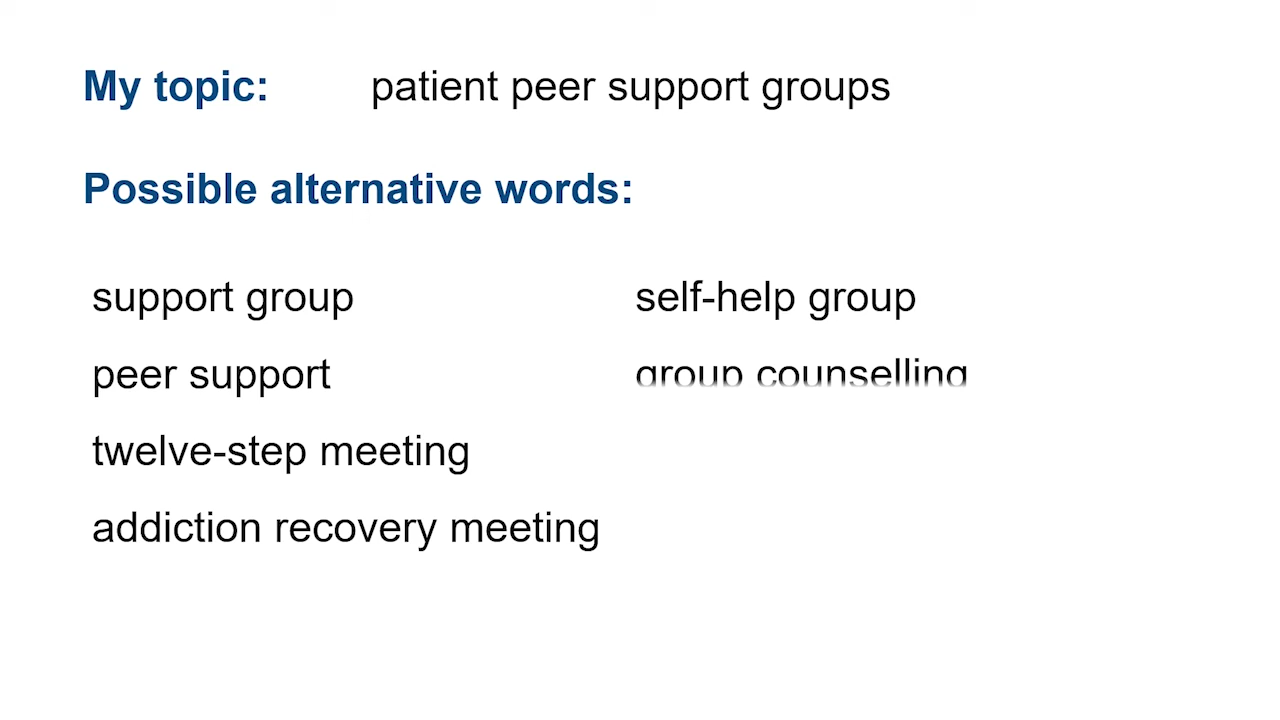 My topic: patient peer support groups
Possible alternative words:
support group
peer support
twelve-step meeting
addiction recovery meeting
self-help group
group counselling